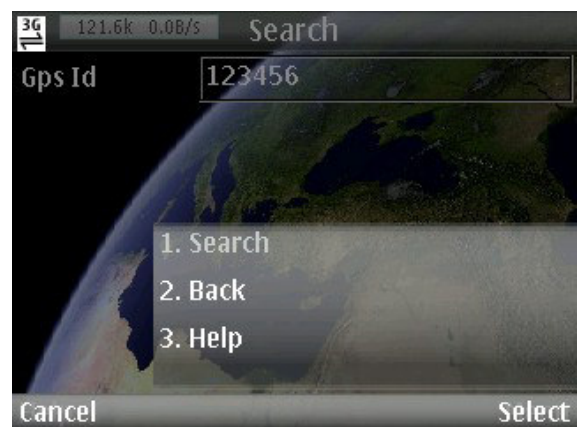 3G 121.6k 0.0B/s Search
Gps Id 123456
1. Search
2. Back
3. Help
Cancel Select